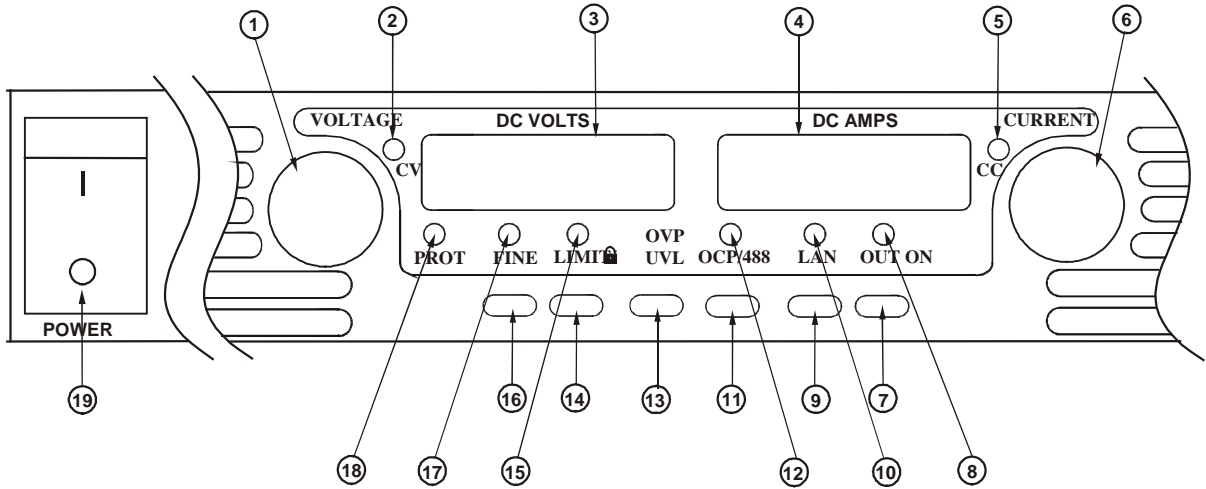 1 2 3 4 5 6
VOLTAGE DC VOLTS DC AMPS CURRENT
CV CC
I
OVP
PROT FINE LIMIT UVL OCP/488 LAN OUT ON
POWER
19 16 14 13 11 9 7
18 17 15 12 10 8